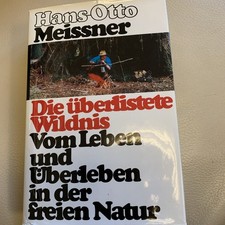 Hans-Otto
Meissner
Die überlistete
Wildnis
Vom Leben
und
Überleben
in der
freien Natur